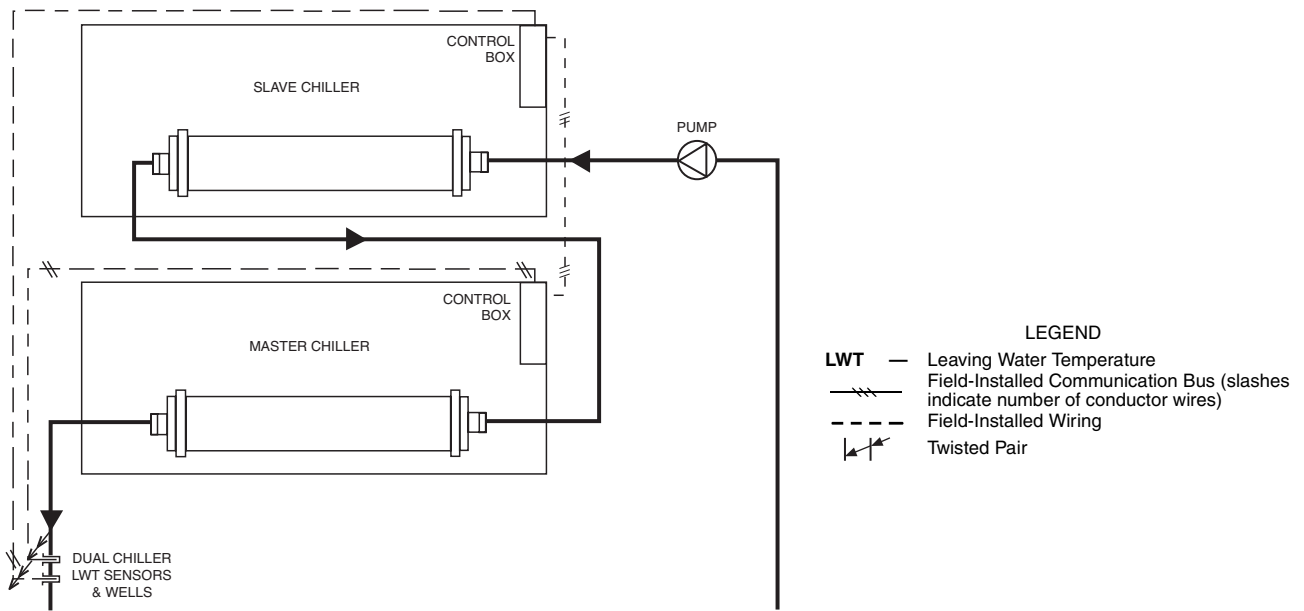 CONTROL
BOX
SLAVE CHILLER
PUMP
CONTROL
BOX
MASTER CHILLER
DUAL CHILLER
LWT SENSORS
& WELLS
LEGEND
LWT — Leaving Water Temperature
Field-Installed Communication Bus (slashes
indicate number of conductor wires)
Field-Installed Wiring
Twisted Pair